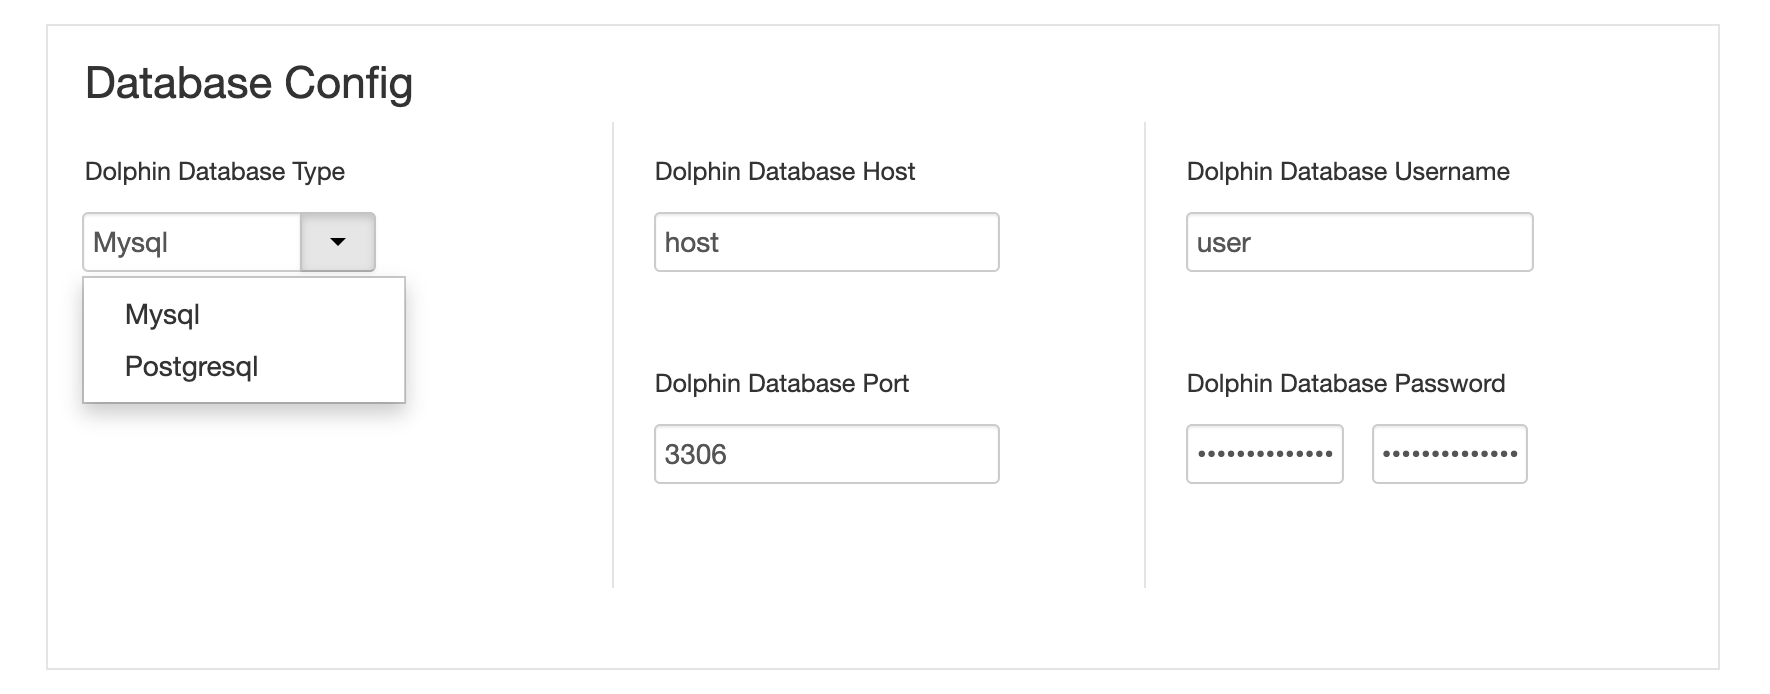 Database Config
Dolphin Database Type
Mysql
Mysql
Postgresql
Dolphin Database Host
host
Dolphin Database Port
3306
Dolphin Database Username
user
Dolphin Database Password
•••••••••••••• ••••••••••••••